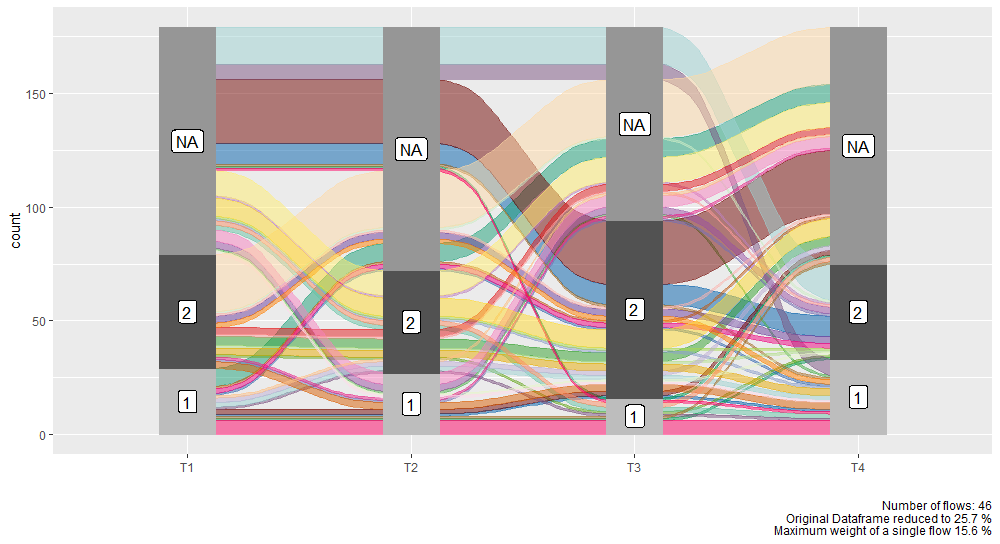 count
150
100
50
0
NA
2
1
NA
2
1
NA
2
1
NA
2
1
T1
T2
T3
T4
Number of flows: 46
Original Dataframe reduced to 25.7 %
Maximum weight of a single flow 15.6 %